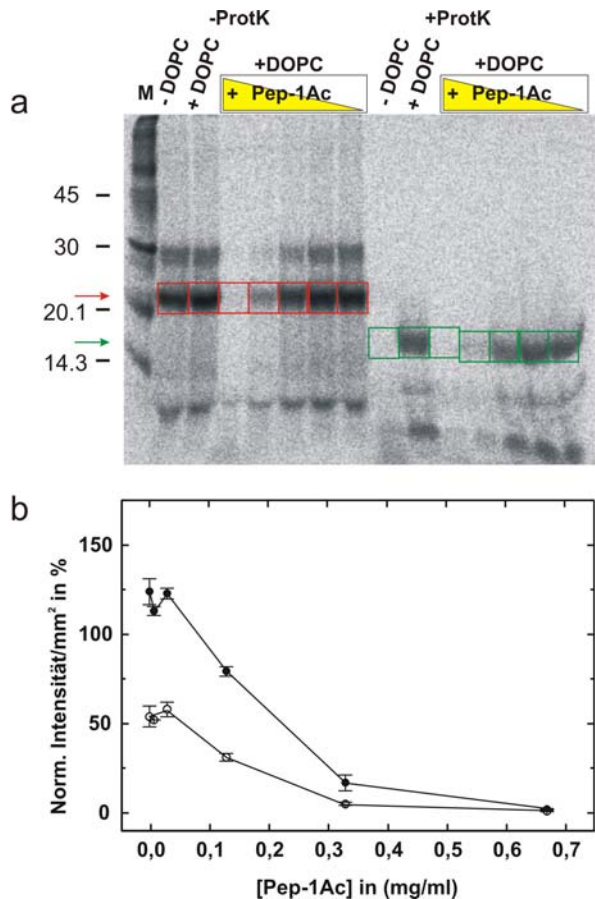 -ProtK +ProtK
+DOPC +DOPC
a M - DOPC + DOPC + Pep-1Ac - DOPC + DOPC + Pep-1Ac
45
30
20.1
14.3
b
150
100
50
0
Norm. Intensität/mm² in %
0,0 0,1 0,2 0,3 0,4 0,5 0,6 0,7
[Pep-1Ac] in (mg/ml)